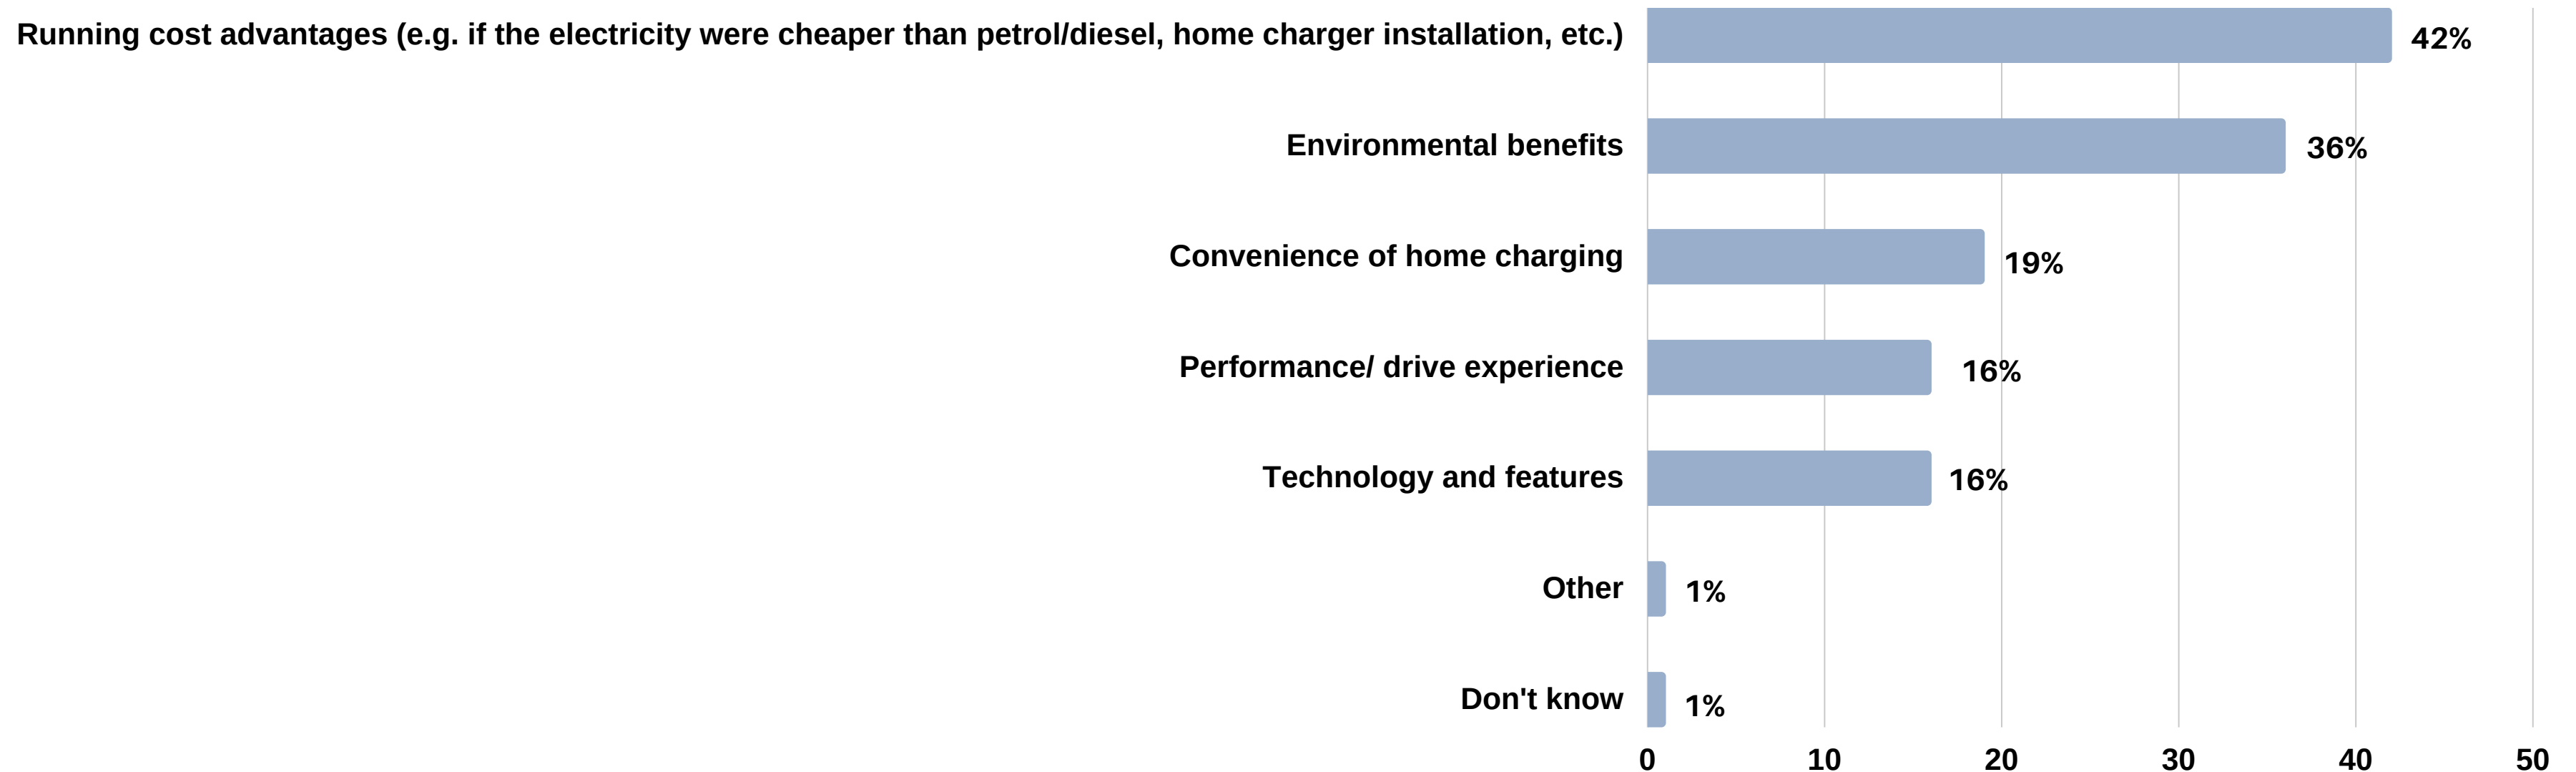 Running cost advantages (e.g. if the electricity were cheaper than petrol/diesel, home charger installation, etc.) 42%
Environmental benefits 36%
Convenience of home charging 19%
Performance/ drive experience 16%
Technology and features 16%
Other 1%
Don't know 1%
0 10 20 30 40 50